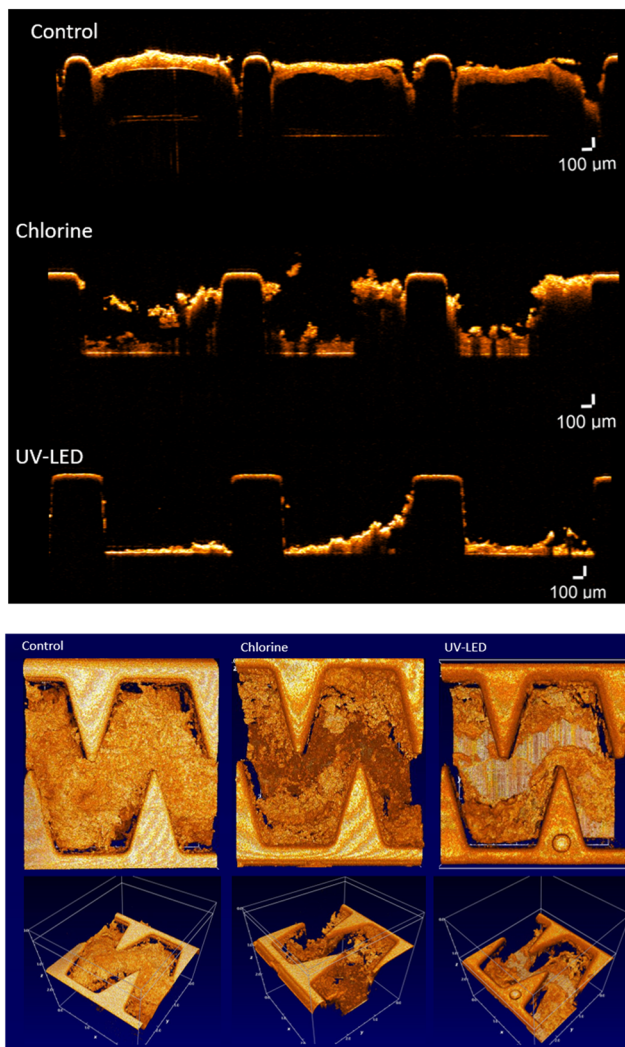 Control
100 µm
Chlorine
100 µm
UV-LED
100 µm
Control
Chlorine
UV-LED